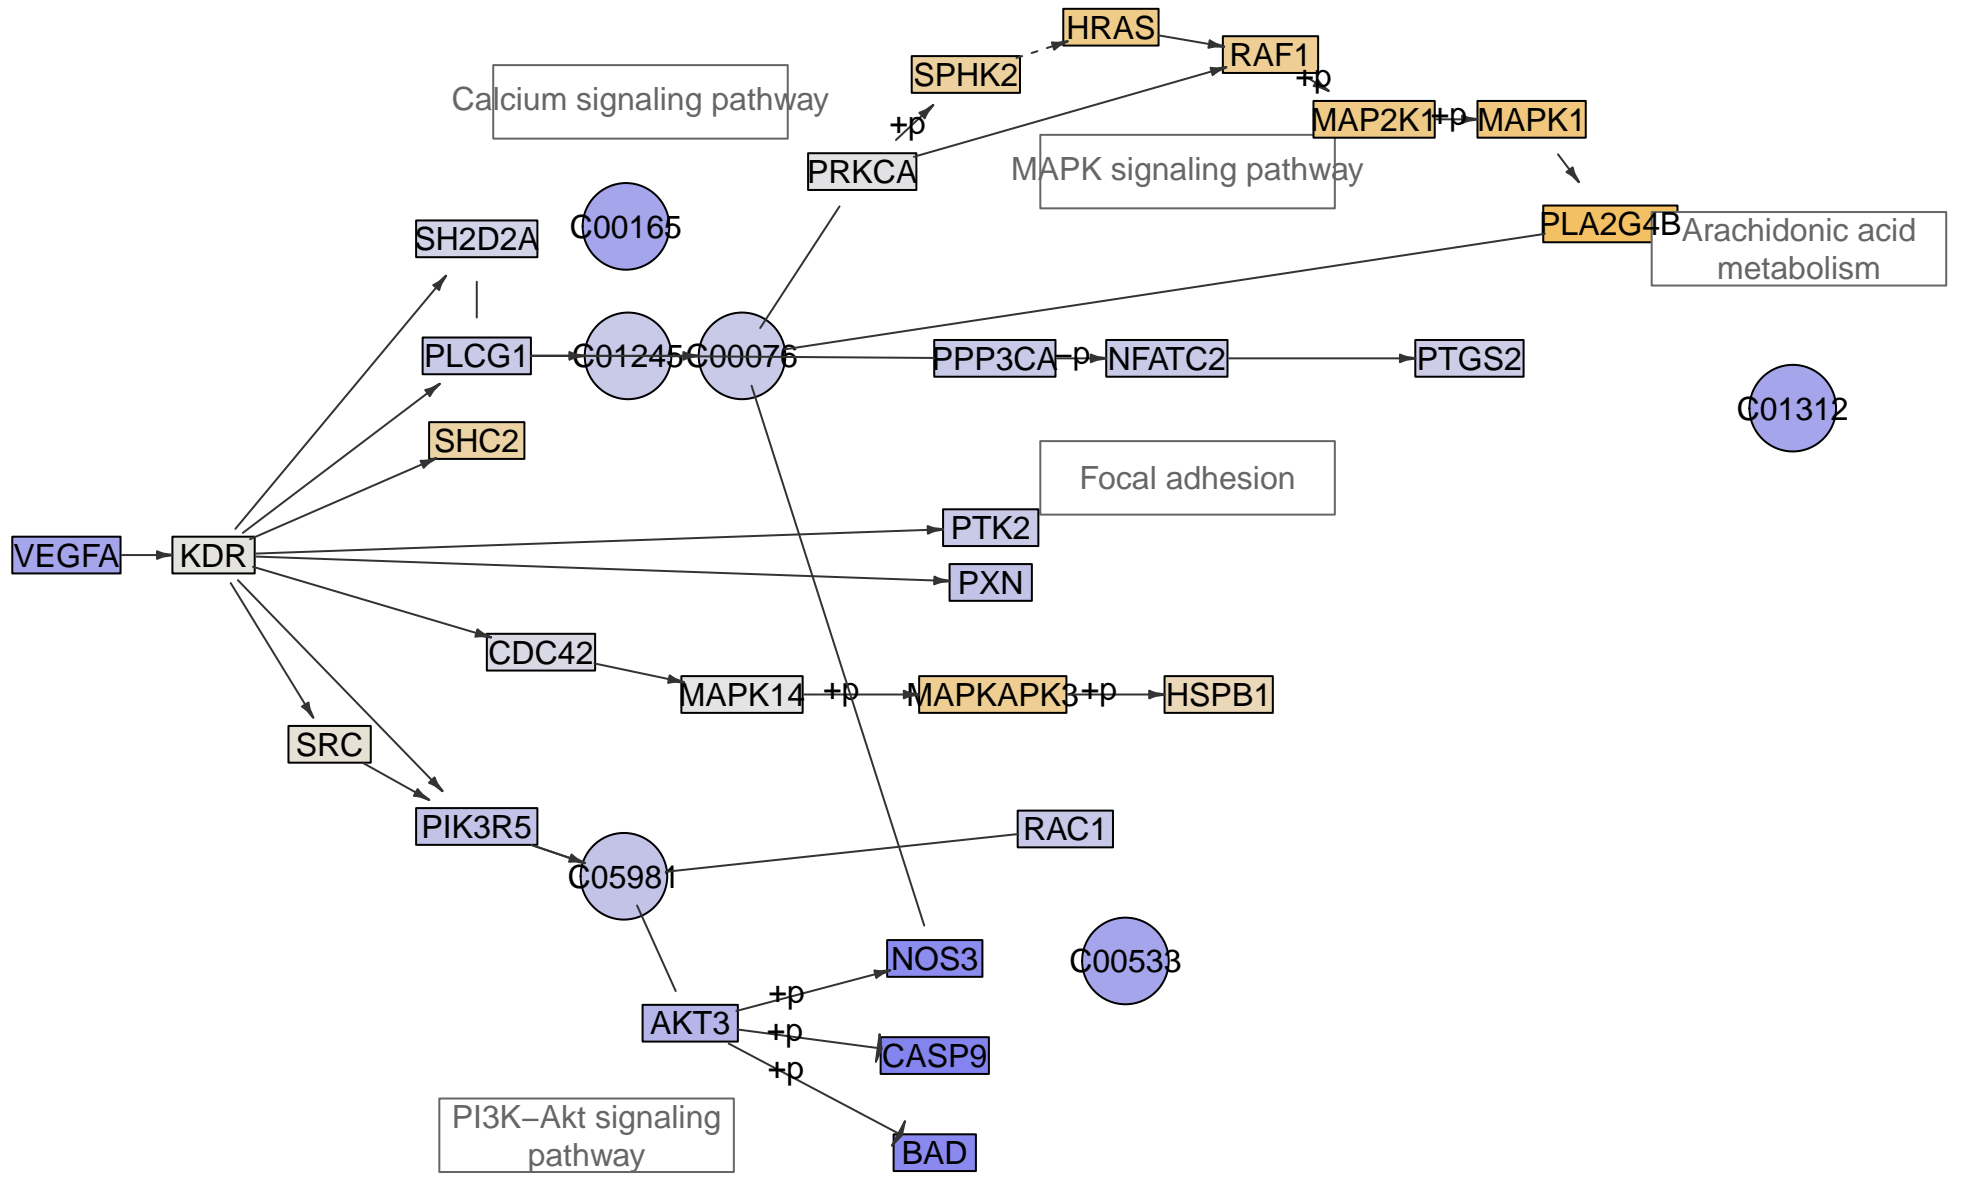 HRAS
RAF1
+p
SPHK2
Calcium signaling pathway
+p
MAP2K1
+p
MAPK1
PRKCA
MAPK signaling pathway
C00165
SH2D2A
PLA2G4B
Arachidonic acid
metabolism
PLCG1
C01245
C00076
PPP3CA
−p
NFATC2
PTGS2
C01312
SHC2
Focal adhesion
PTK2
VEGFA
KDR
PXN
CDC42
MAPK14
+p
MAPKAPK3
+p
HSPB1
SRC
PIK3R5
RAC1
C05981
NOS3
C00533
+p
AKT3
+p
CASP9
+p
PI3K−Akt signaling
pathway
BAD